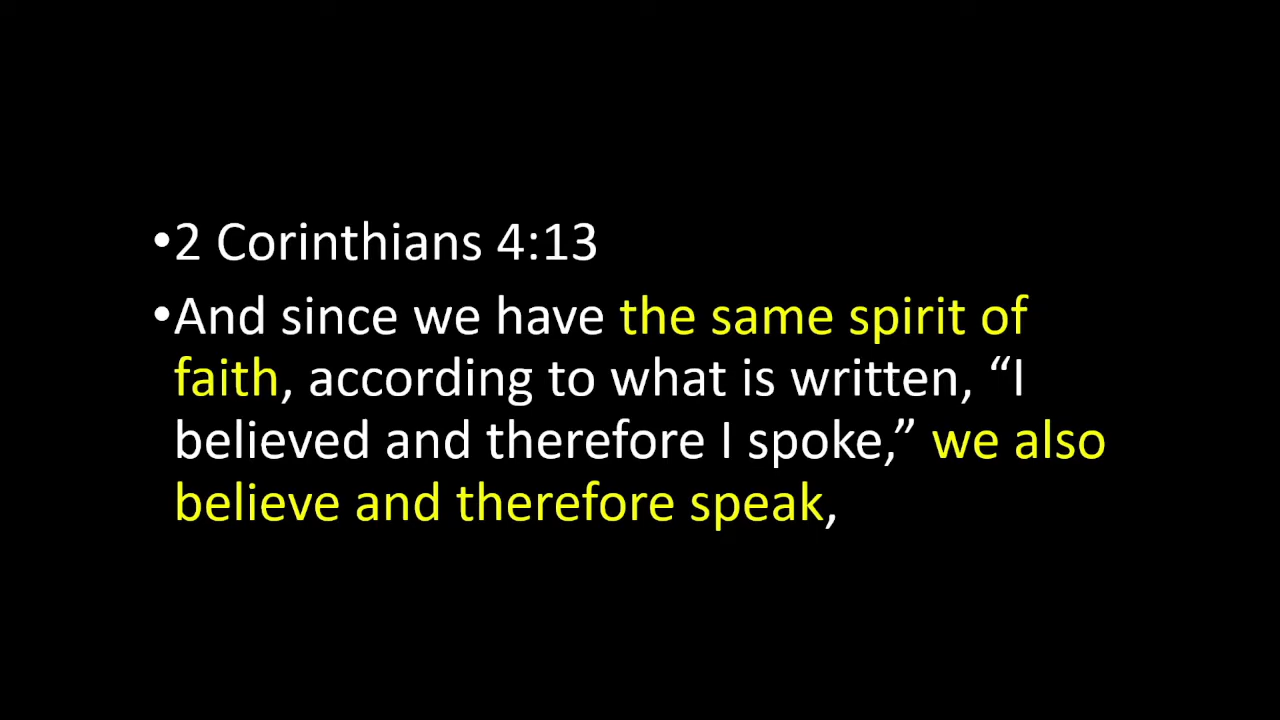 •2 Corinthians 4:13
•And since we have the same spirit of
faith, according to what is written, “I
believed and therefore I spoke,” we also
believe and therefore speak,